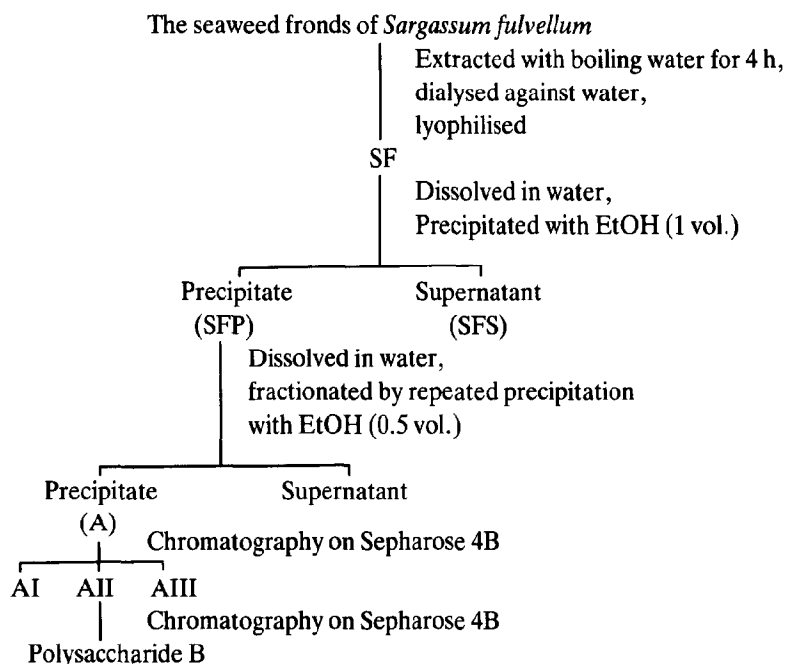 The seaweed fronds of Sargassum fulvellum
Extracted with boiling water for 4 h,
dialysed against water,
lyophilised
SF
Dissolved in water,
Precipitated with EtOH (1 vol.)
Precipitate
(SFP)
Supernatant
(SFS)
Dissolved in water,
fractionated by repeated precipitation
with EtOH (0.5 vol.)
Precipitate
(A)
Supernatant
Chromatography on Sepharose 4B
AI AII AIII
Chromatography on Sepharose 4B
Polysaccharide B